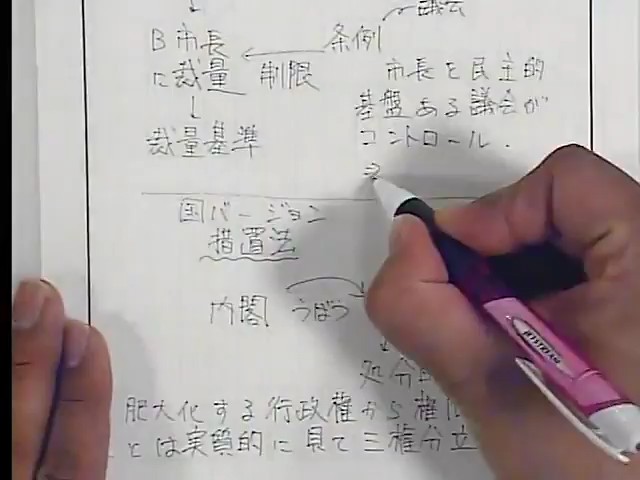 議会
B市長 条例
に裁量 制限 市長を民主的
基盤ある議会が
裁量基準 コントロール.
国バージョン
措置法
内閣 うばう
処分
肥大化する行政権から権
とは実質的に見て三権分立
JETSTREAM